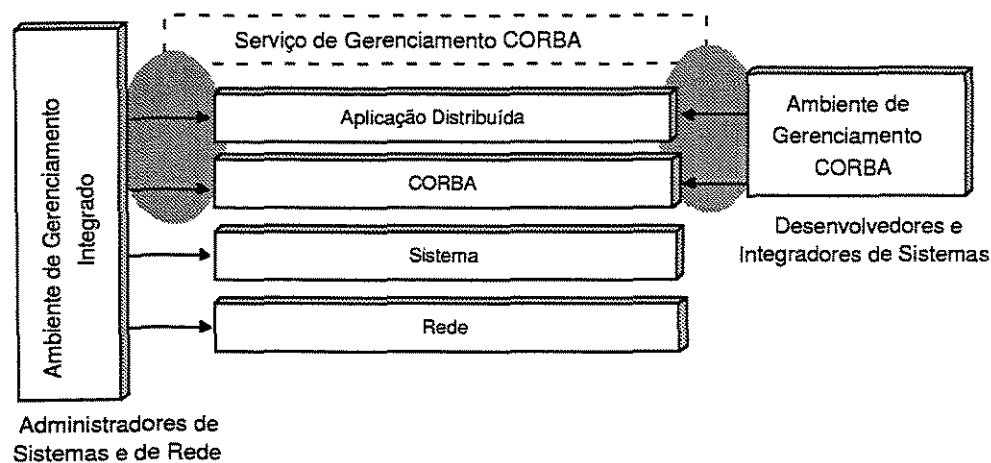 Serviço de Gerenciamento CORBA
Ambiente de Gerenciamento
Integrado
Aplicação Distribuída
CORBA
Sistema
Rede
Ambiente de
Gerenciamento
CORBA
Desenvolvedores e
Integradores de Sistemas
Administradores de
Sistemas e de Rede